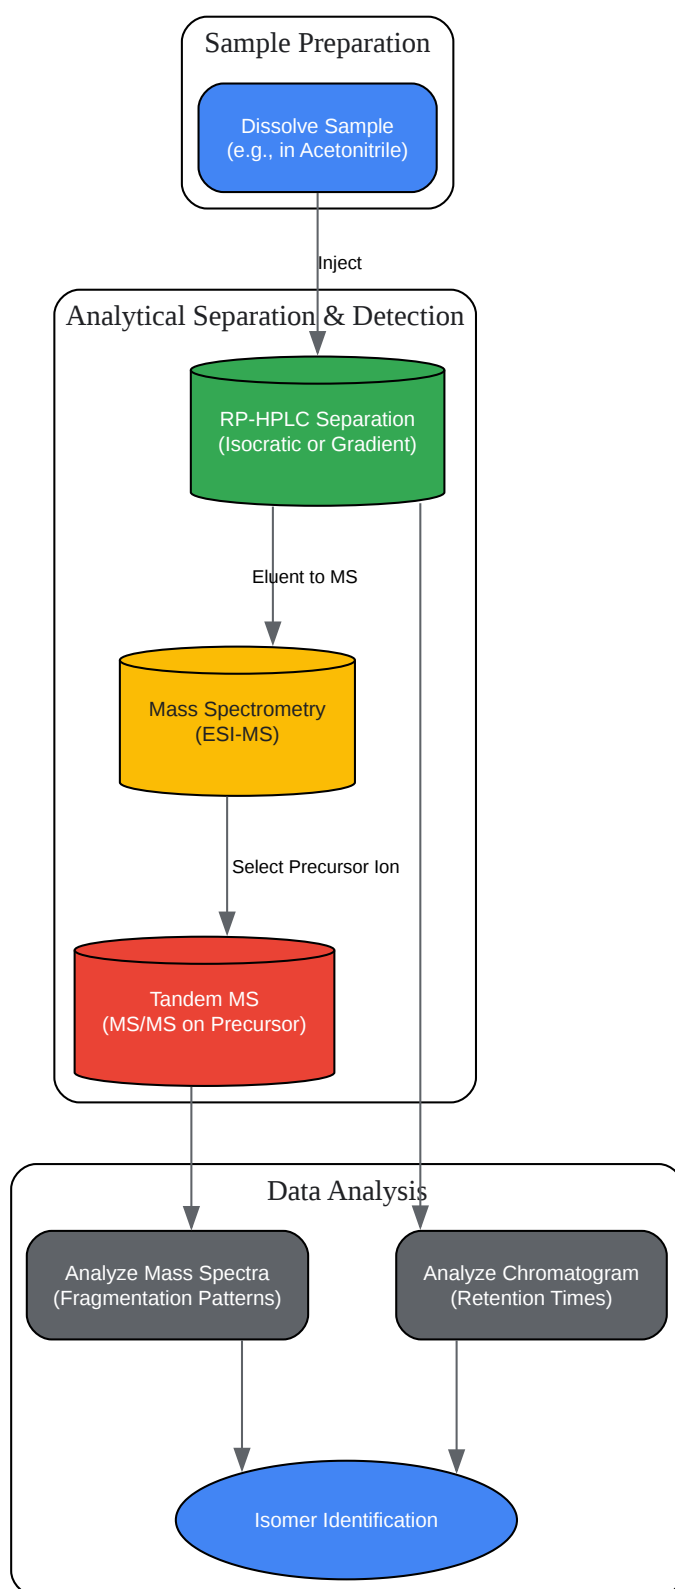 Sample Preparation
Dissolve Sample
(e.g., in Acetonitrile)
Inject
Analytical Separation & Detection
RP-HPLC Separation
(Isocratic or Gradient)
Eluent to MS
Mass Spectrometry
(ESI-MS)
Select Precursor Ion
Tandem MS
(MS/MS on Precursor)
Data Analysis
Analyze Mass Spectra
(Fragmentation Patterns)
Analyze Chromatogram
(Retention Times)
Isomer Identification